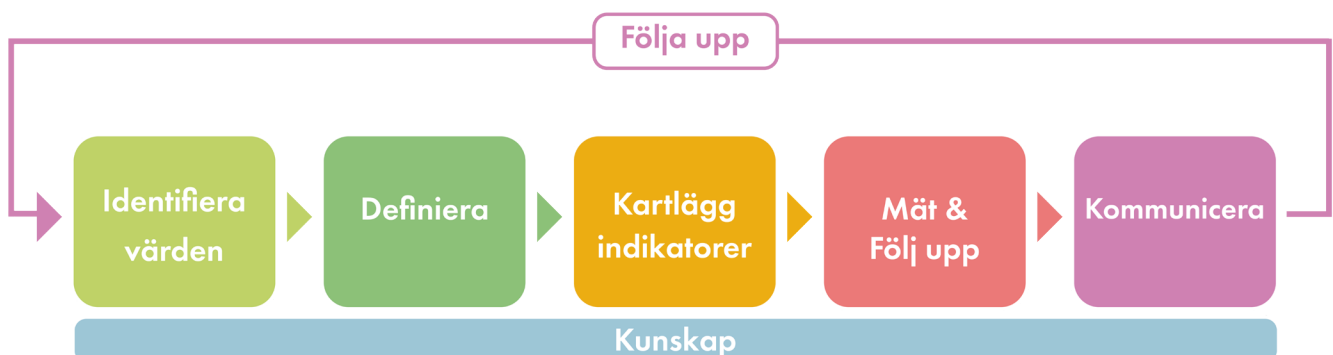 Följa upp
Identifiera
värden
Definiera
Kartlägg
indikatorer
Mät &
Följ upp
Kommunicera
Kunskap